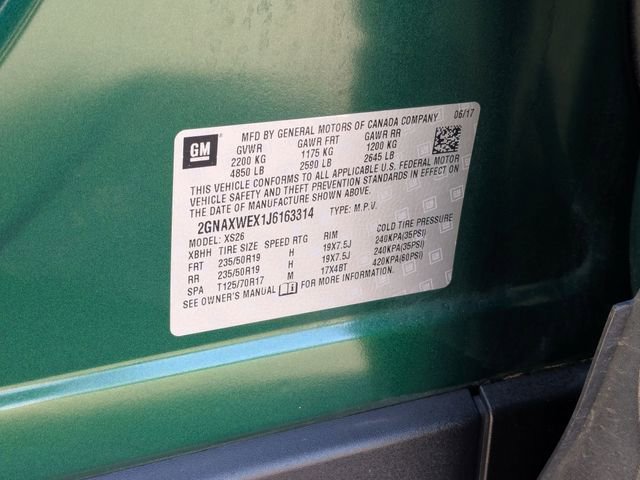 GM
MFD BY GENERAL MOTORS OF CANADA COMPANY 06/17
GVWR GAWR FRT GAWR RR
2200 KG 1175 KG 1200 KG
4850 LB 2590 LB 2645 LB
THIS VEHICLE CONFORMS TO ALL APPLICABLE U.S. FEDERAL MOTOR
VEHICLE SAFETY AND THEFT PREVENTION STANDARDS IN EFFECT ON
THE DATE OF MANUFACTURE SHOWN ABOVE.
2GNAXWEX1J6163314 TYPE: M.P.V.
MODEL: XS26
XBHH TIRE SIZE SPEED RTG RIM COLD TIRE PRESSURE
FRT 235/50R19 H 19X7.5J 240KPA(35PSI)
RR 235/50R19 H 19X7.5J 240KPA(35PSI)
SPA T125/70R17 M 17X4BT 420KPA(60PSI)
SEE OWNER'S MANUAL FOR MORE INFORMATION.